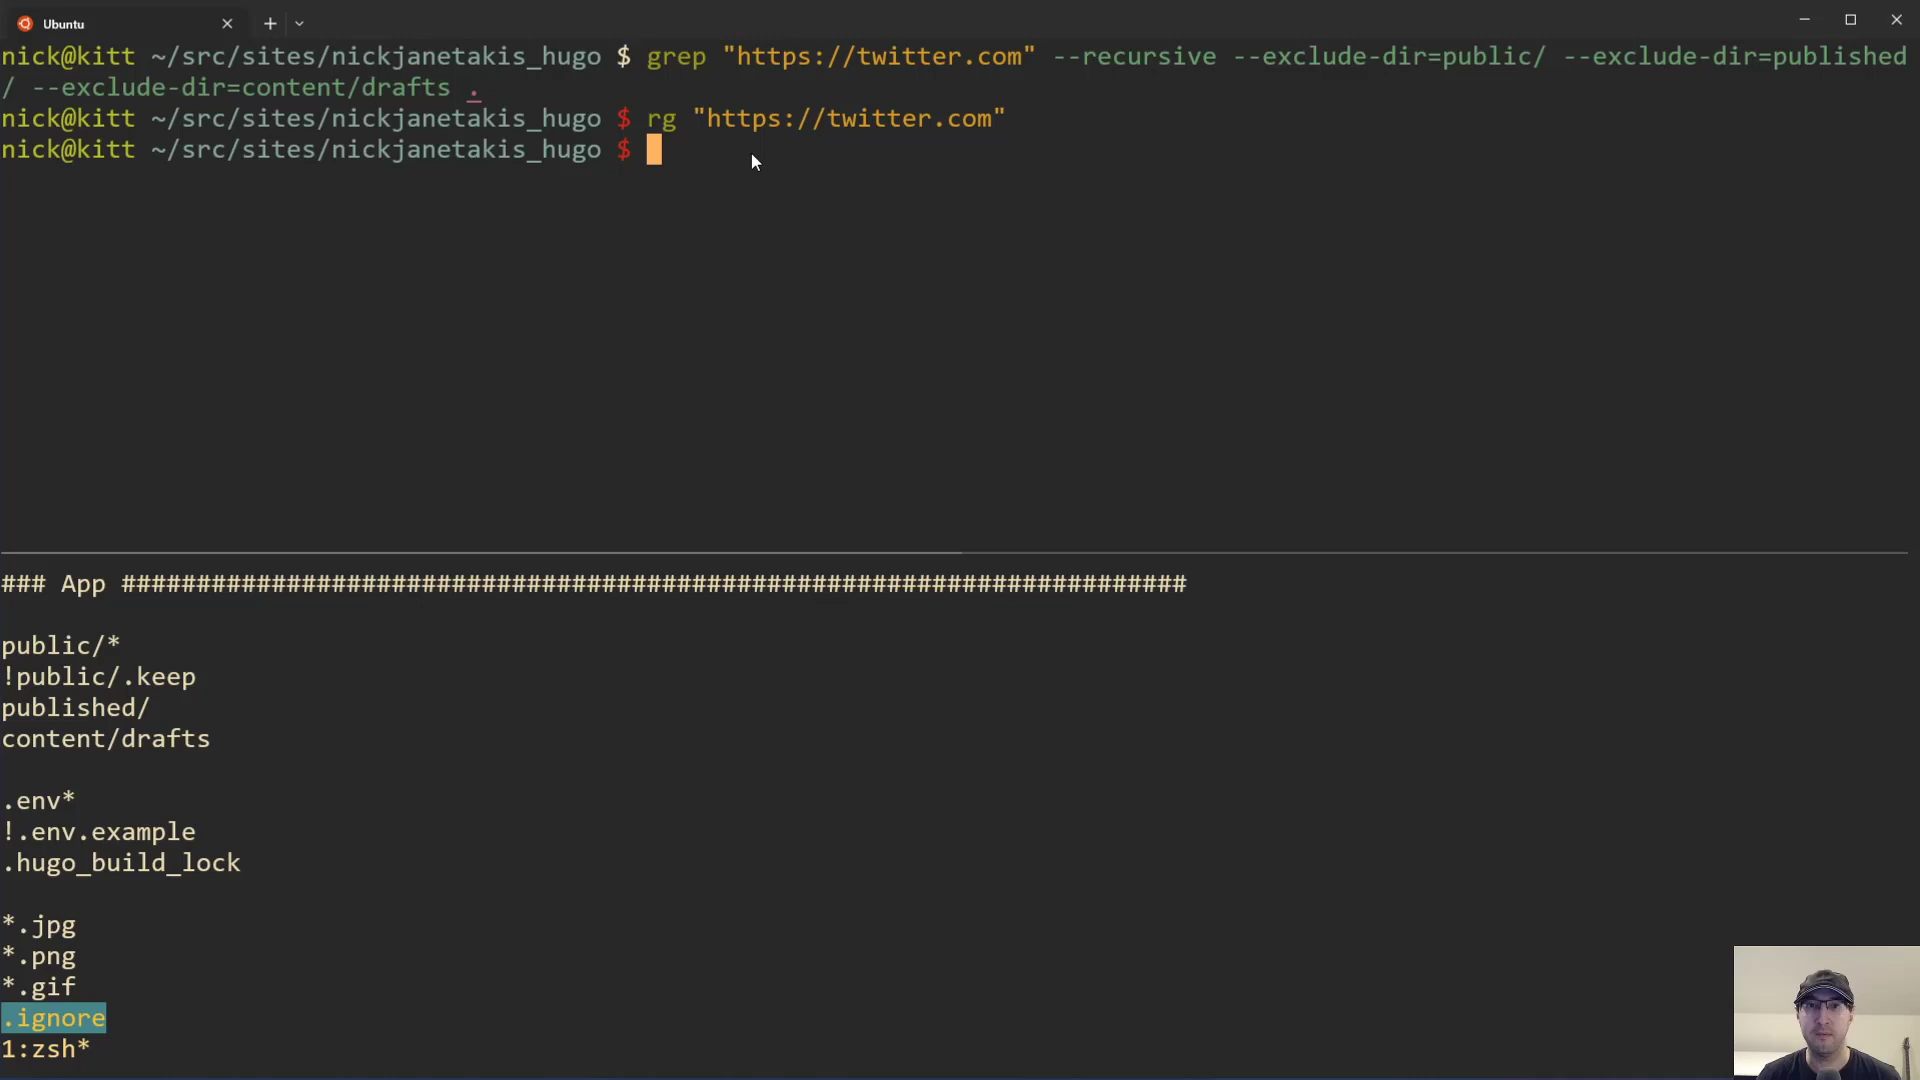 Ubuntu
nick@kitt ~/src/sites/nickjanetakis_hugo $ grep "https://twitter.com" --recursive --exclude-dir=public/ --exclude-dir=published
/ --exclude-dir=content/drafts .
nick@kitt ~/src/sites/nickjanetakis_hugo $ rg "https://twitter.com"
nick@kitt ~/src/sites/nickjanetakis_hugo $
### App #######################################################################
public/*
!public/.keep
published/
content/drafts
.env*
!.env.example
.hugo_build_lock
*.jpg
*.png
*.gif
.ignore
1:zsh*